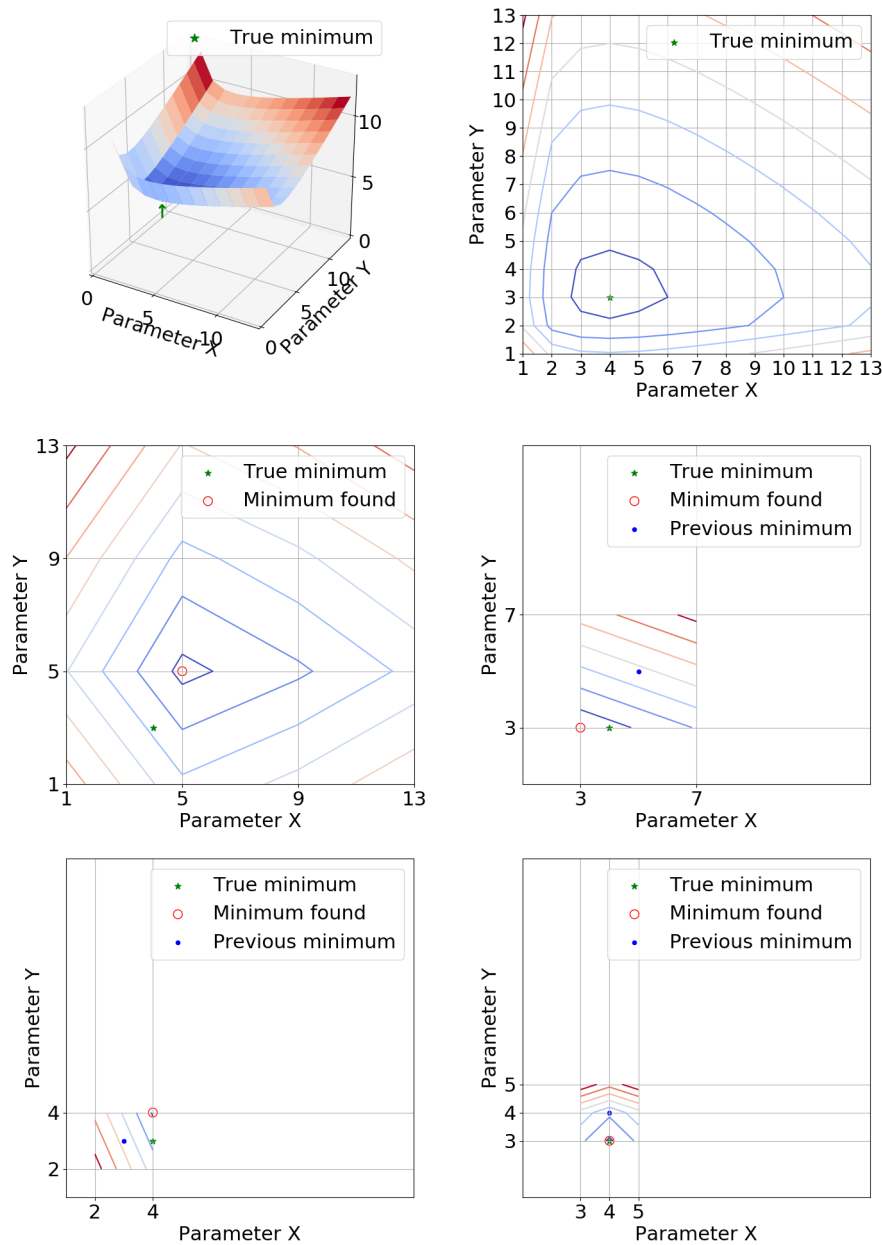 True minimum
10
5
0
0
5
10
Parameter X
0
5
10
Parameter Y
True minimum
13
12
11
10
9
8
7
6
5
4
3
2
1
1 2 3 4 5 6 7 8 9 10 11 12 13
Parameter X
Parameter Y
True minimum
Minimum found
13
9
5
1
1 5 9 13
Parameter X
Parameter Y
True minimum
Minimum found
Previous minimum
7
3
3 7
Parameter X
Parameter Y
True minimum
Minimum found
Previous minimum
4
2
2 4
Parameter X
Parameter Y
True minimum
Minimum found
Previous minimum
5
4
3
3 4 5
Parameter X
Parameter Y